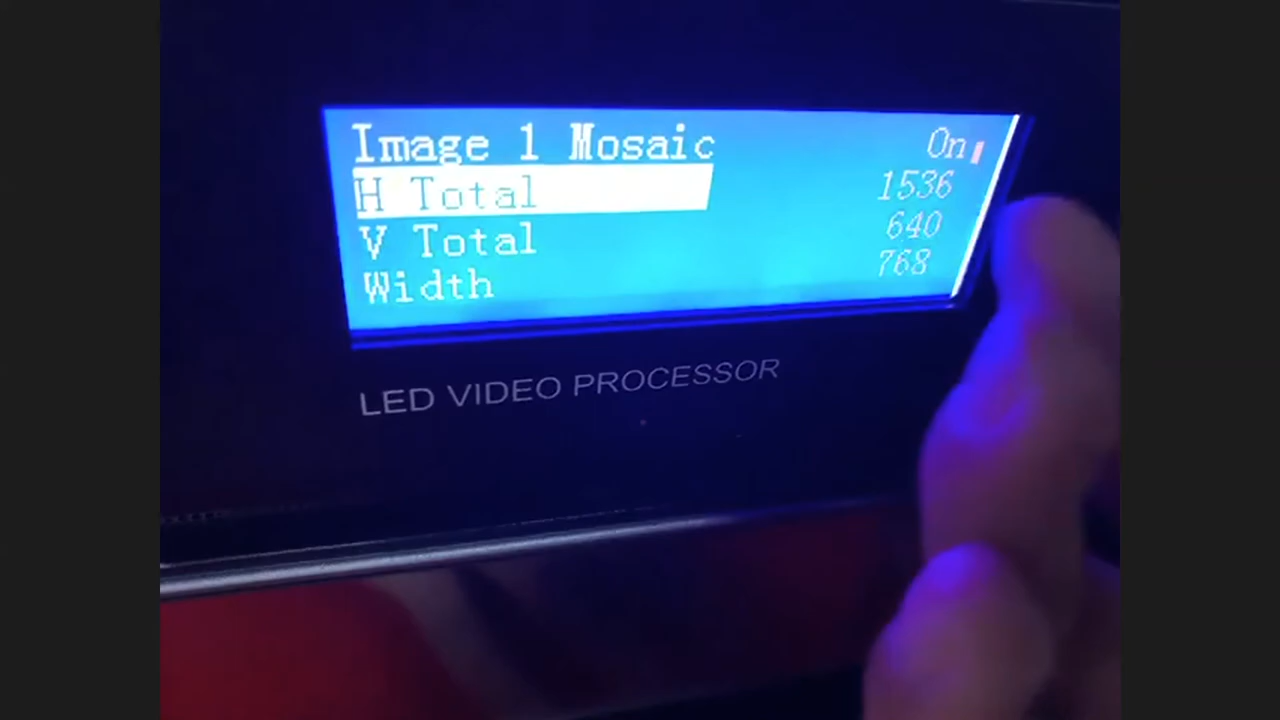 Image 1 Mosaic On
H Total 1536
V Total 640
Width 768
LED VIDEO PROCESSOR